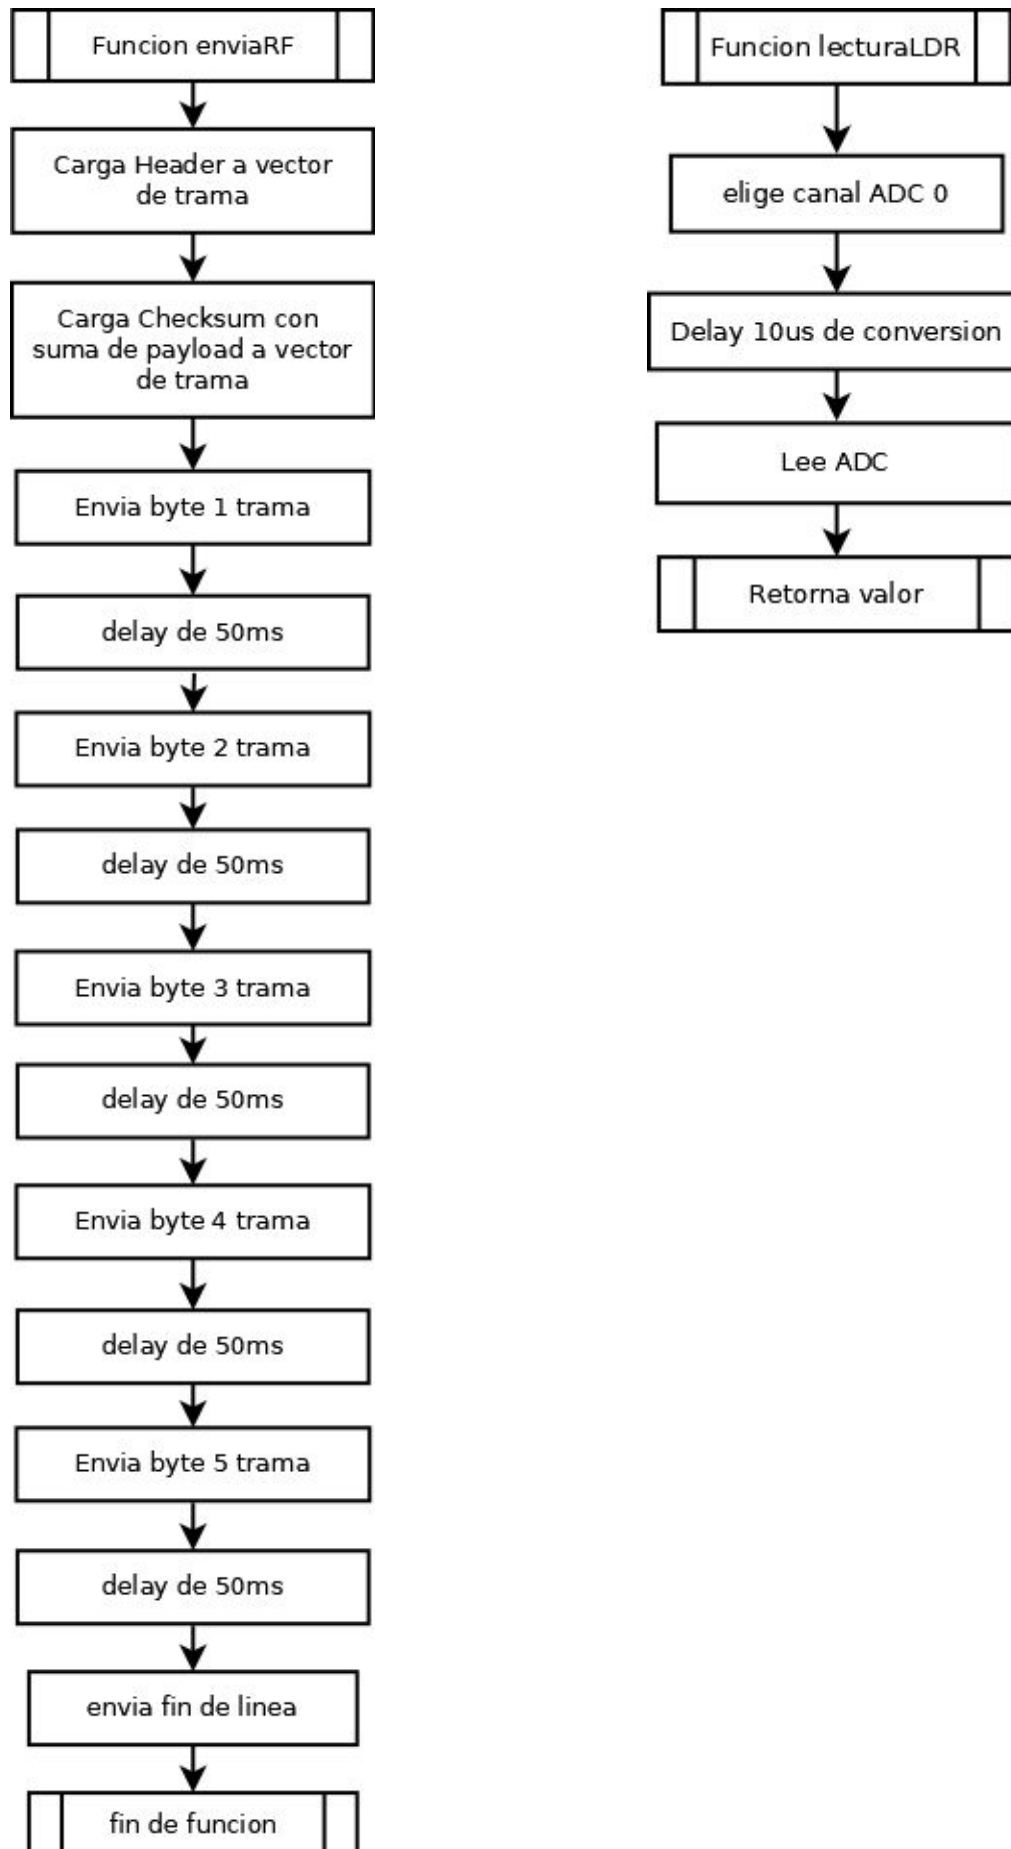 Funcion enviaRF
Carga Header a vector
de trama
Carga Checksum con
suma de payload a vector
de trama
Envia byte 1 trama
delay de 50ms
Envia byte 2 trama
delay de 50ms
Envia byte 3 trama
delay de 50ms
Envia byte 4 trama
delay de 50ms
Envia byte 5 trama
delay de 50ms
envia fin de linea
fin de funcion
Funcion lecturaLDR
elige canal ADC 0
Delay 10us de conversion
Lee ADC
Retorna valor